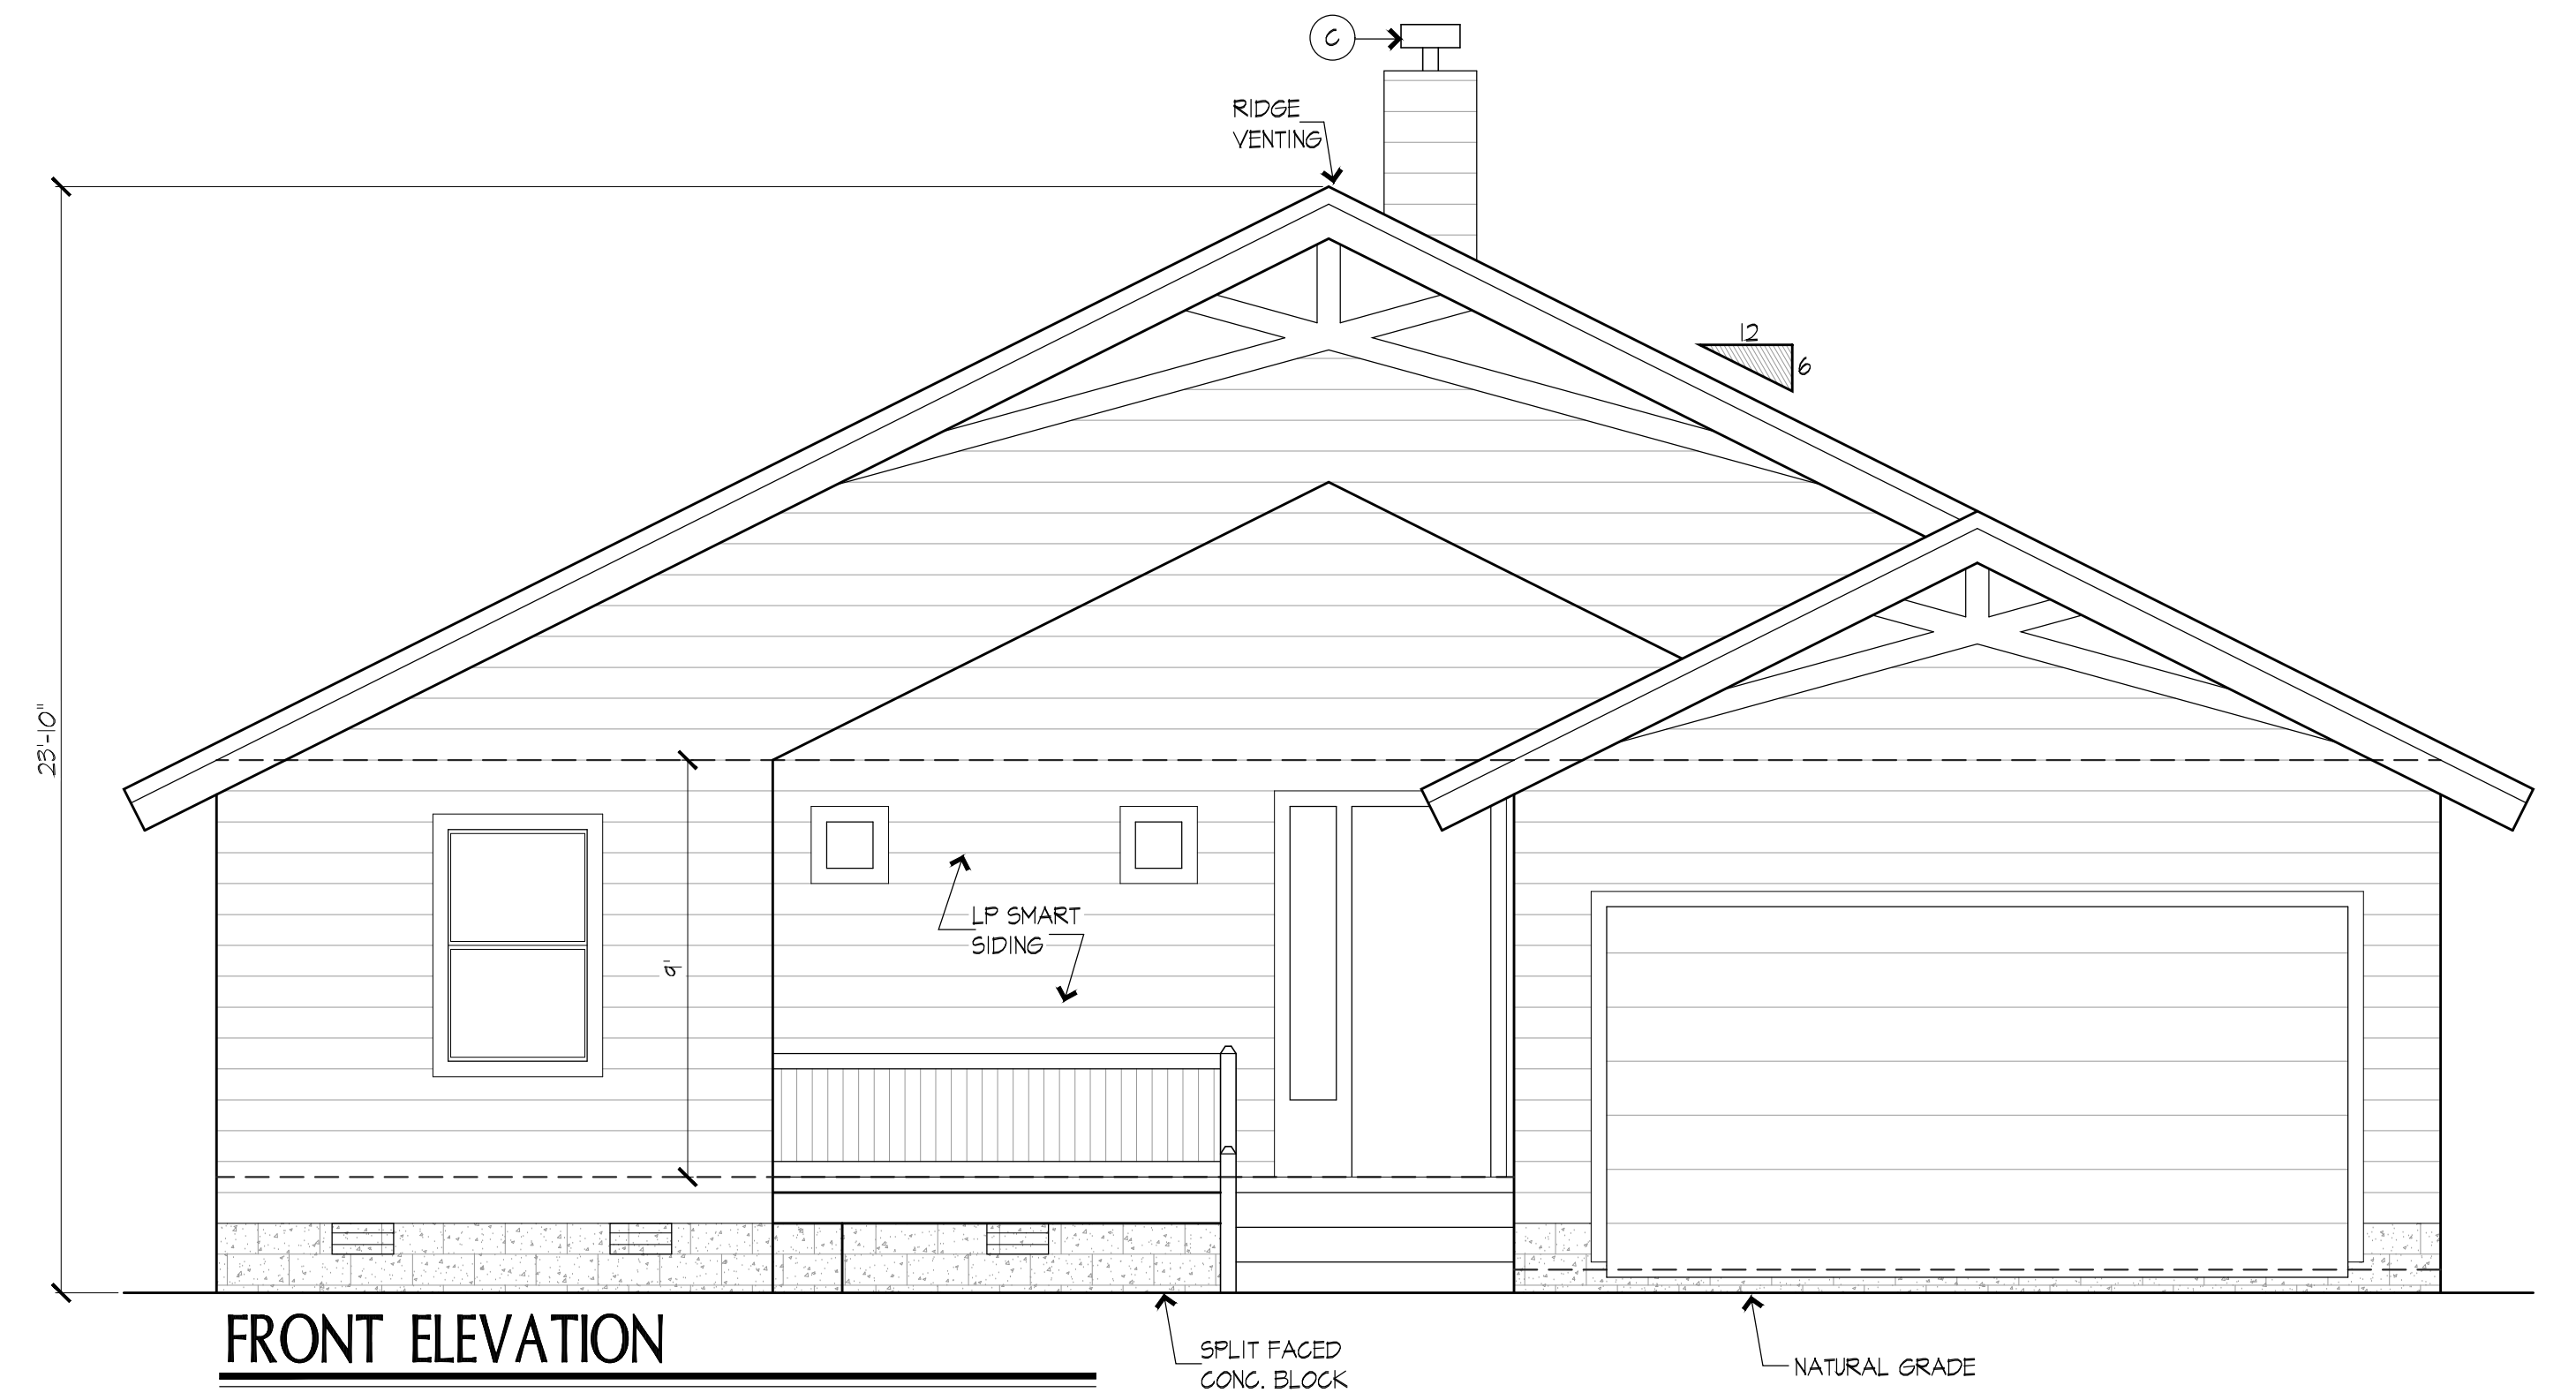 C
RIDGE
VENTING
12
6
23'-10"
LP SMART
SIDING
9'
FRONT ELEVATION
SPLIT FACED
CONC. BLOCK
NATURAL GRADE